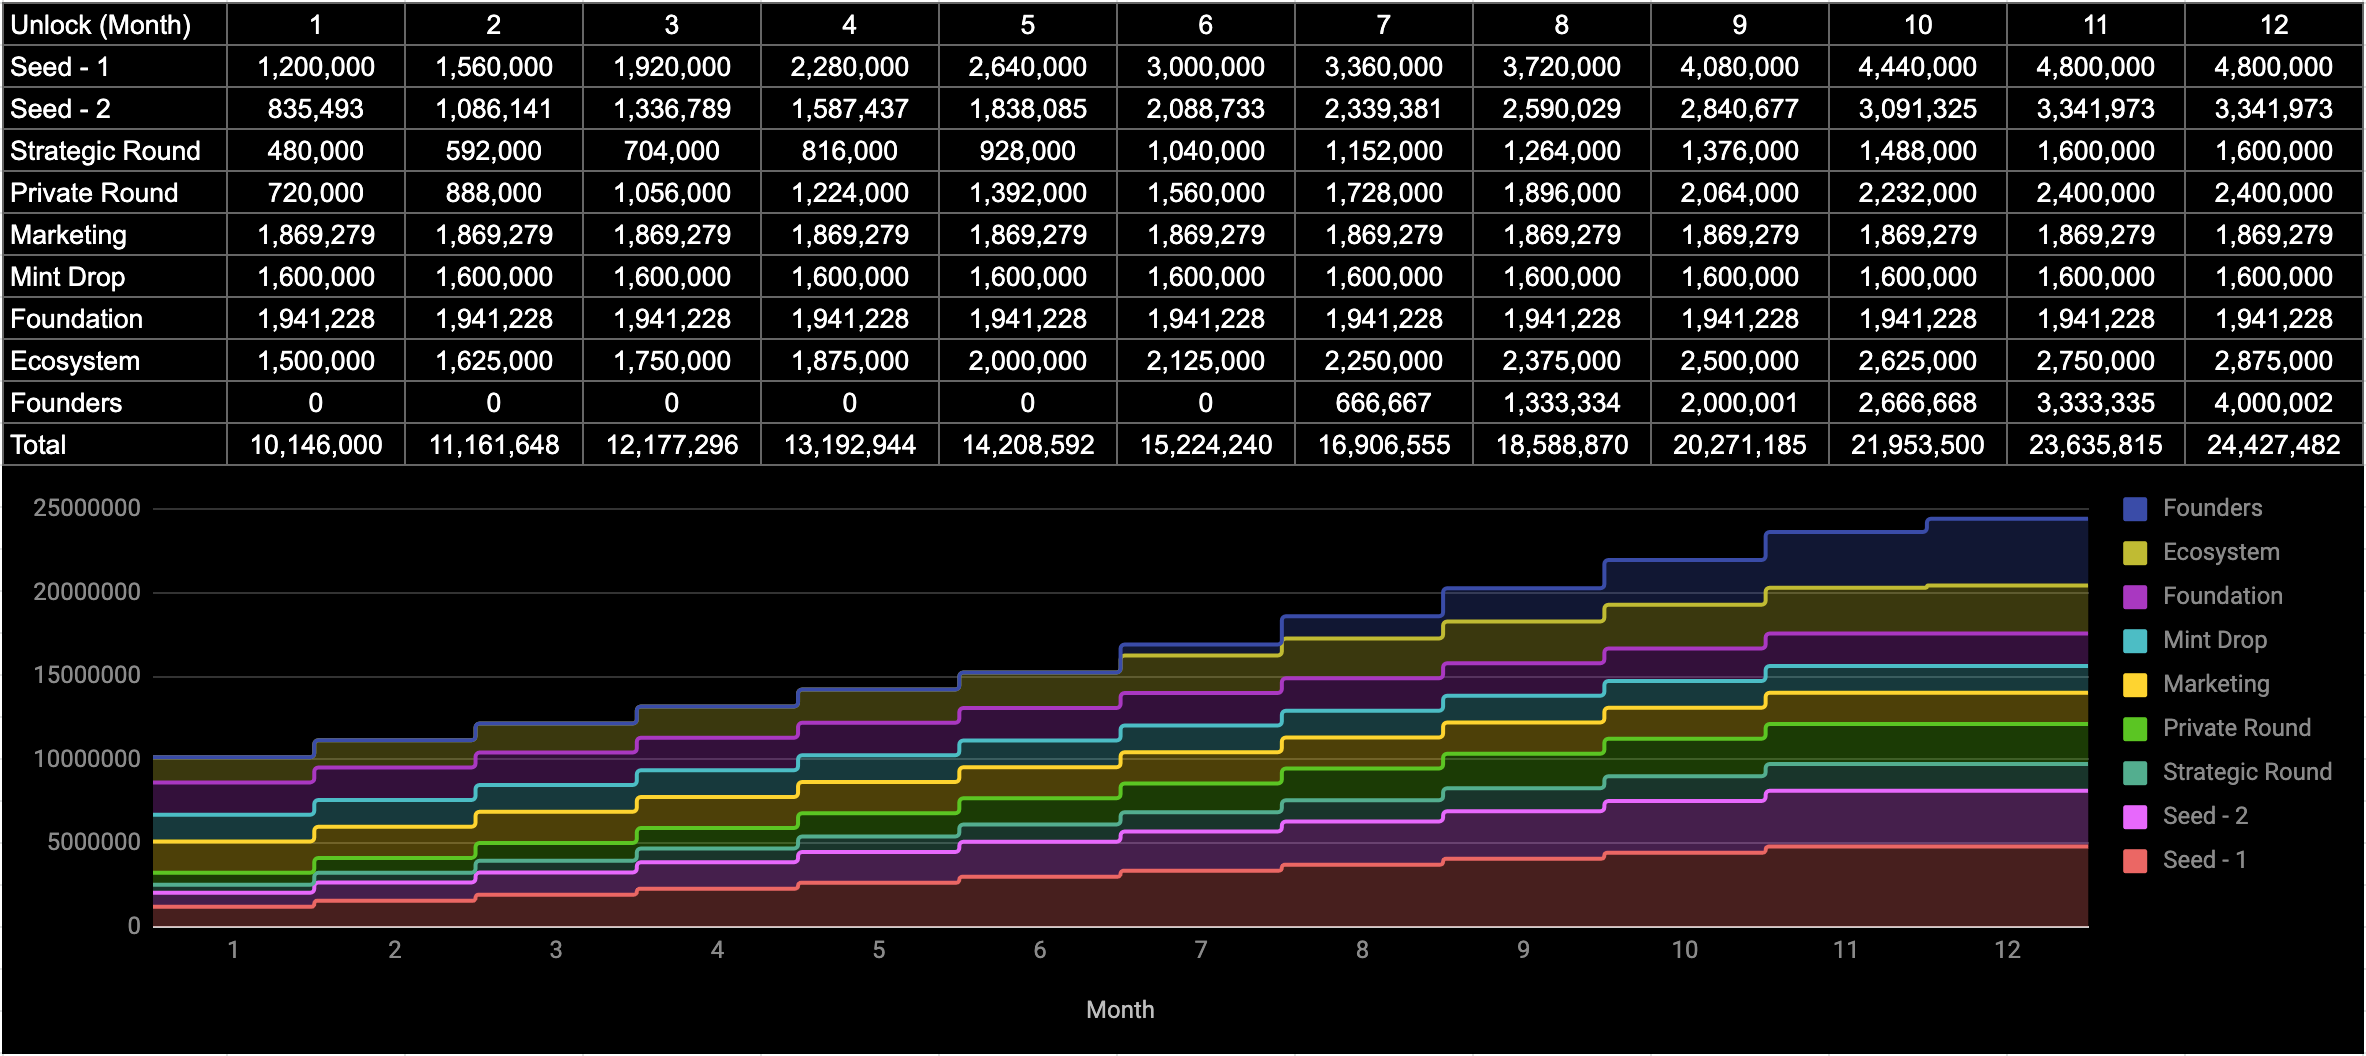 Unlock (Month) 1 2 3 4 5 6 7 8 9 10 11 12
Seed - 1 1,200,000 1,560,000 1,920,000 2,280,000 2,640,000 3,000,000 3,360,000 3,720,000 4,080,000 4,440,000 4,800,000 4,800,000
Seed - 2 835,493 1,086,141 1,336,789 1,587,437 1,838,085 2,088,733 2,339,381 2,590,029 2,840,677 3,091,325 3,341,973 3,341,973
Strategic Round 480,000 592,000 704,000 816,000 928,000 1,040,000 1,152,000 1,264,000 1,376,000 1,488,000 1,600,000 1,600,000
Private Round 720,000 888,000 1,056,000 1,224,000 1,392,000 1,560,000 1,728,000 1,896,000 2,064,000 2,232,000 2,400,000 2,400,000
Marketing 1,869,279 1,869,279 1,869,279 1,869,279 1,869,279 1,869,279 1,869,279 1,869,279 1,869,279 1,869,279 1,869,279 1,869,279
Mint Drop 1,600,000 1,600,000 1,600,000 1,600,000 1,600,000 1,600,000 1,600,000 1,600,000 1,600,000 1,600,000 1,600,000 1,600,000
Foundation 1,941,228 1,941,228 1,941,228 1,941,228 1,941,228 1,941,228 1,941,228 1,941,228 1,941,228 1,941,228 1,941,228 1,941,228
Ecosystem 1,500,000 1,625,000 1,750,000 1,875,000 2,000,000 2,125,000 2,250,000 2,375,000 2,500,000 2,625,000 2,750,000 2,875,000
Founders 0 0 0 0 0 0 666,667 1,333,334 2,000,001 2,666,668 3,333,335 4,000,002
Total 10,146,000 11,161,648 12,177,296 13,192,944 14,208,592 15,224,240 16,906,555 18,588,870 20,271,185 21,953,500 23,635,815 24,427,482
25000000
20000000
15000000
10000000
5000000
0
1 2 3 4 5 6 7 8 9 10 11 12
Month
Founders
Ecosystem
Foundation
Mint Drop
Marketing
Private Round
Strategic Round
Seed - 2
Seed - 1